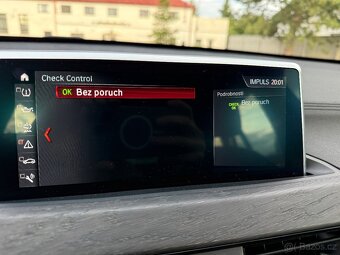 Check Control
IMPULS 20:01
OK Bez poruch
Podrobnosti
CHECK OK Bez poruch
Bazos.cz